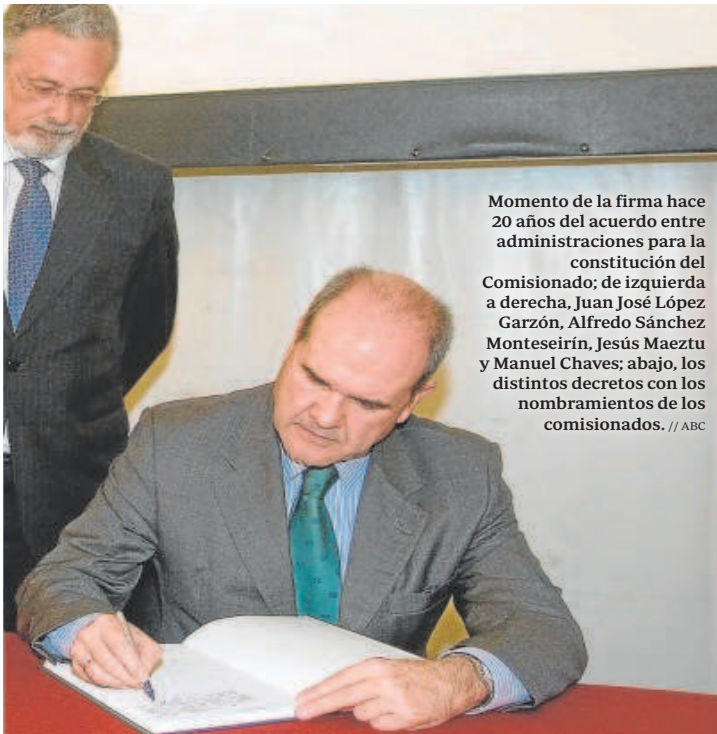 Momento de la firma hace
20 años del acuerdo entre
administraciones para la
constitución del
Comisionado; de izquierda
a derecha, Juan José López
Garzón, Alfredo Sánchez
Monteseirín, Jesús Maeztu
y Manuel Chaves; abajo, los
distintos decretos con los
nombramientos de los
comisionados. // ABC